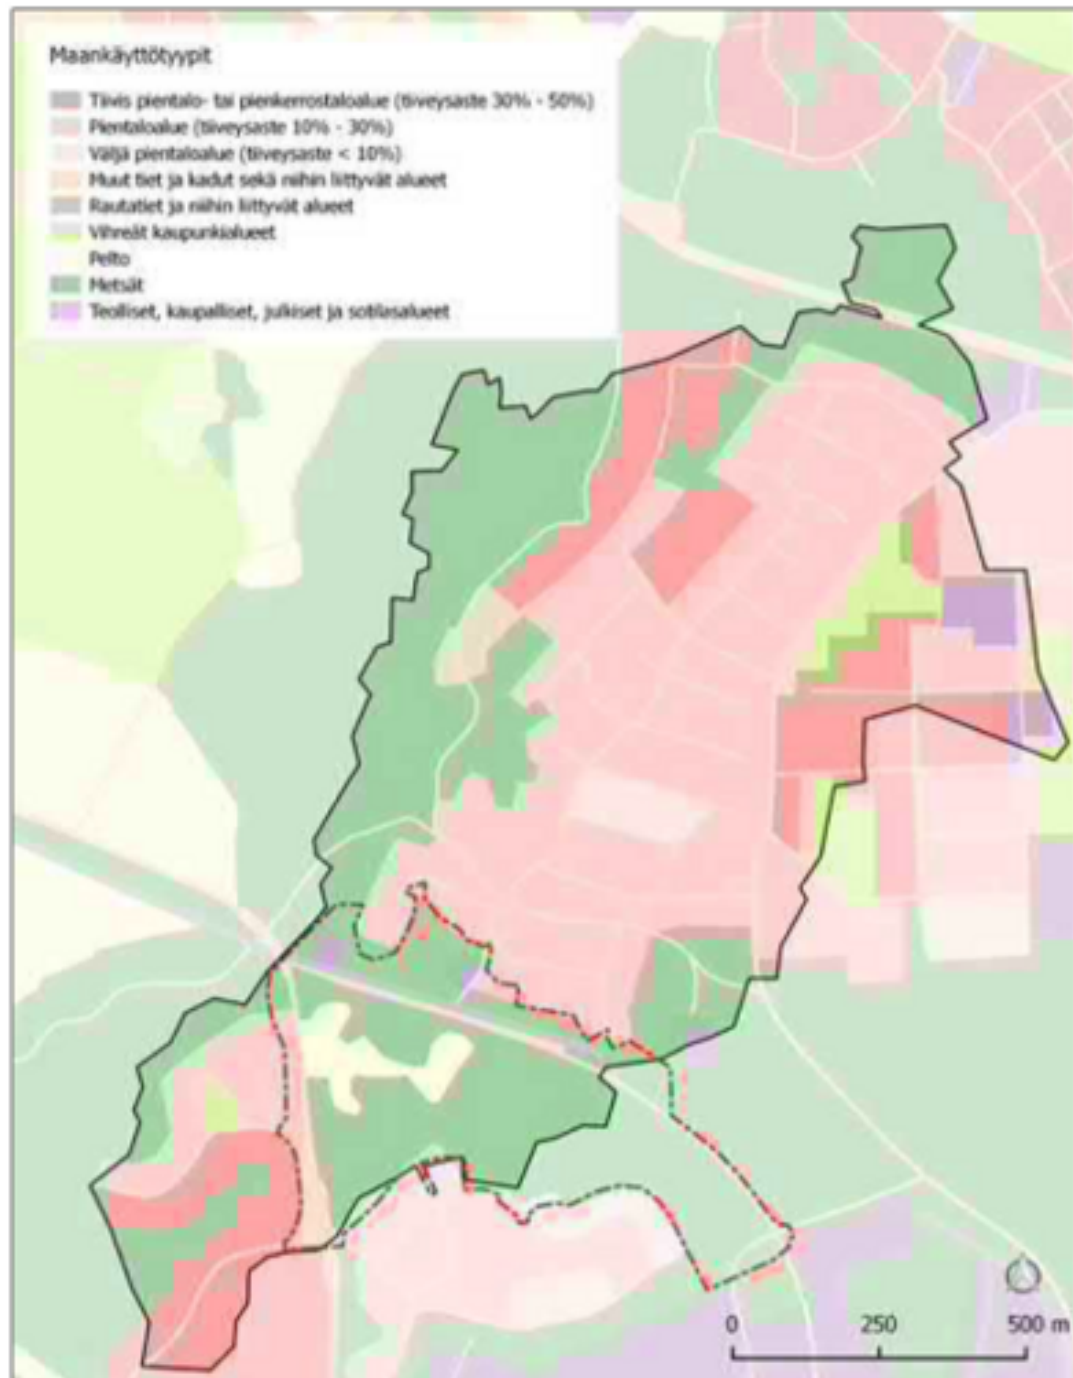 Maankäyttötyypit
Tiivis pientalo- tai pienkerrostaloalue (tiiveysaste 30% - 50%)
Pientaloalue (tiiveysaste 10% - 30%)
Väljä pientaloalue (tiiveysaste < 10%)
Muut tiet ja kadut sekä niihin liittyvät alueet
Rautatiet ja niihin liittyvät alueet
Vihreät kaupunkialueet
Pelto
Metsät
Teolliset, kaupalliset, julkiset ja sotilasalueet
0 250 500 m